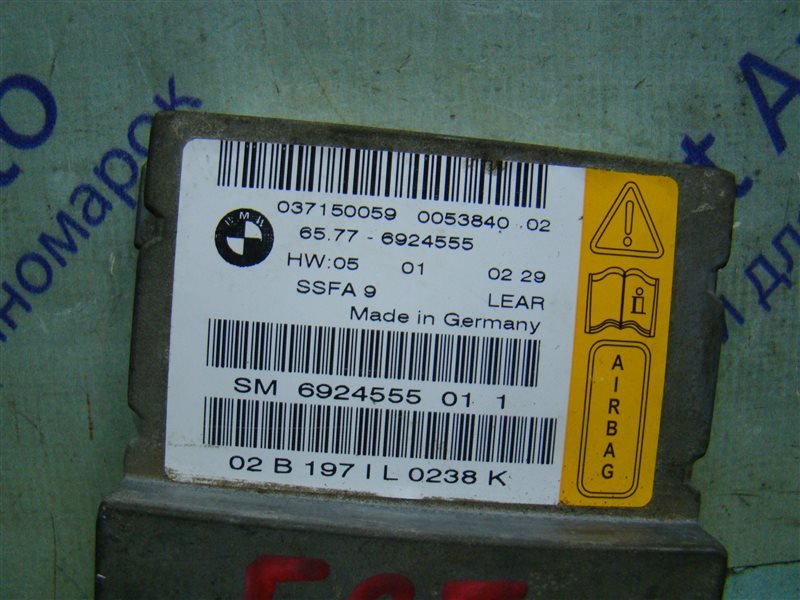 037150059 0053840 02
BMW
65.77 - 6924555
HW:05 01 02 29
SSFA 9 LEAR
Made in Germany
SM 6924555 01 1
02 B 197 I L 0238 K
AIRBAG